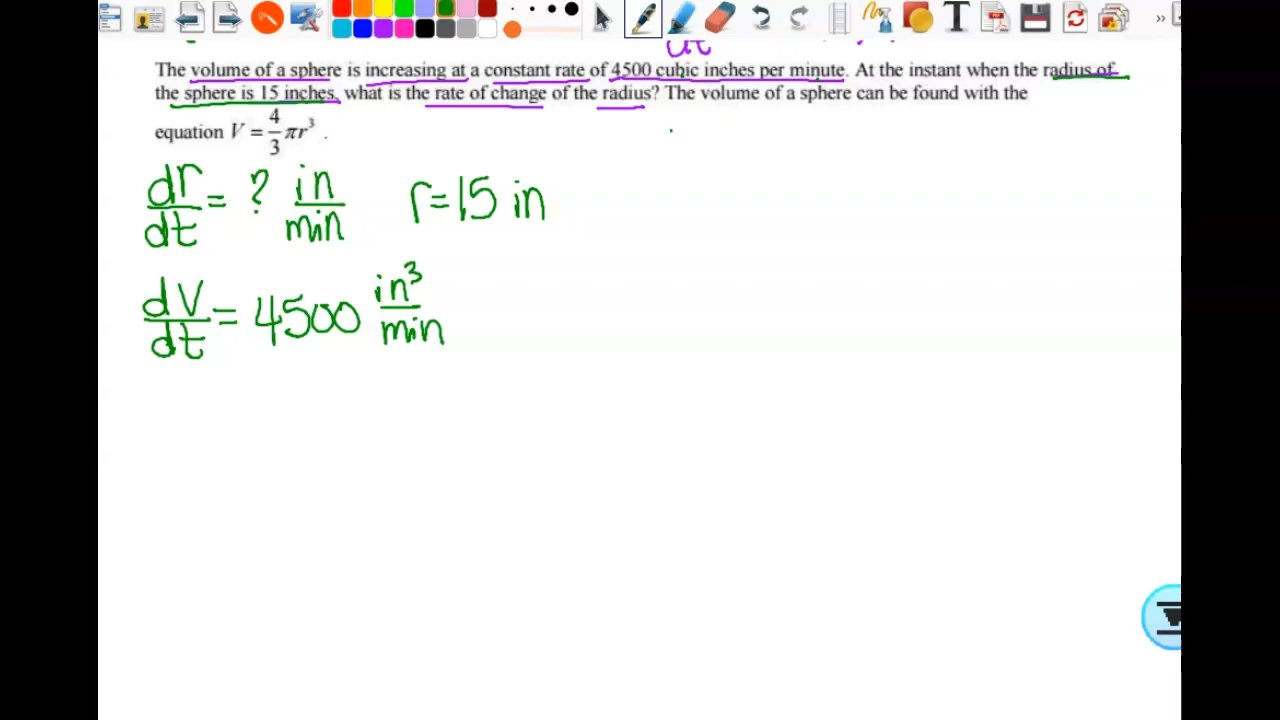 dt
The volume of a sphere is increasing at a constant rate of 4500 cubic inches per minute. At the instant when the radius of
the sphere is 15 inches, what is the rate of change of the radius? The volume of a sphere can be found with the
equation V = 4/3 πr³ .
dr/dt = ? in/min r=15 in
dV/dt = 4500 in³/min